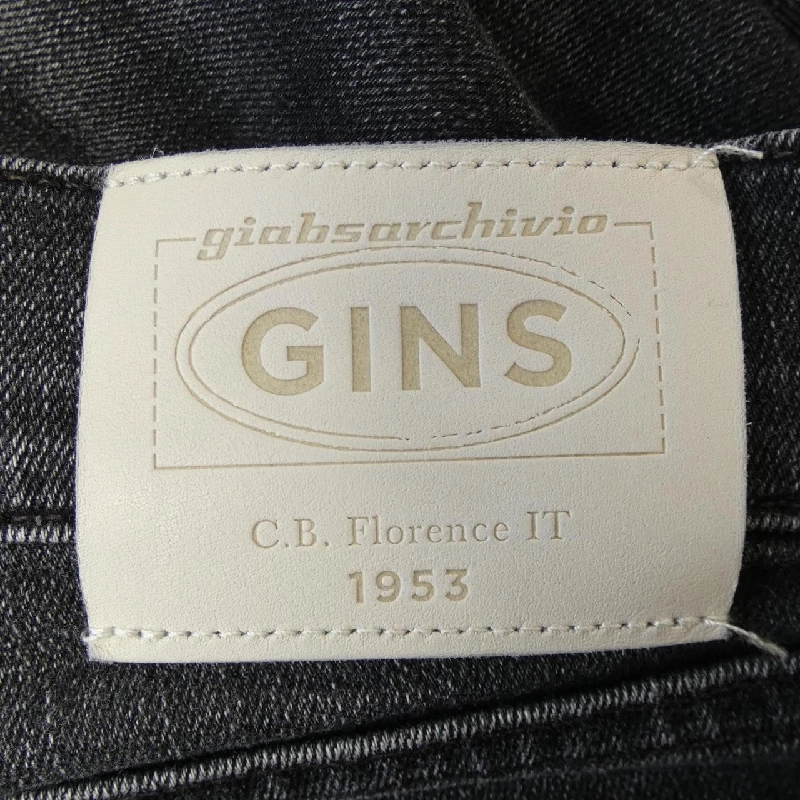 giabsarchivio
GINS
C.B. Florence IT
1953